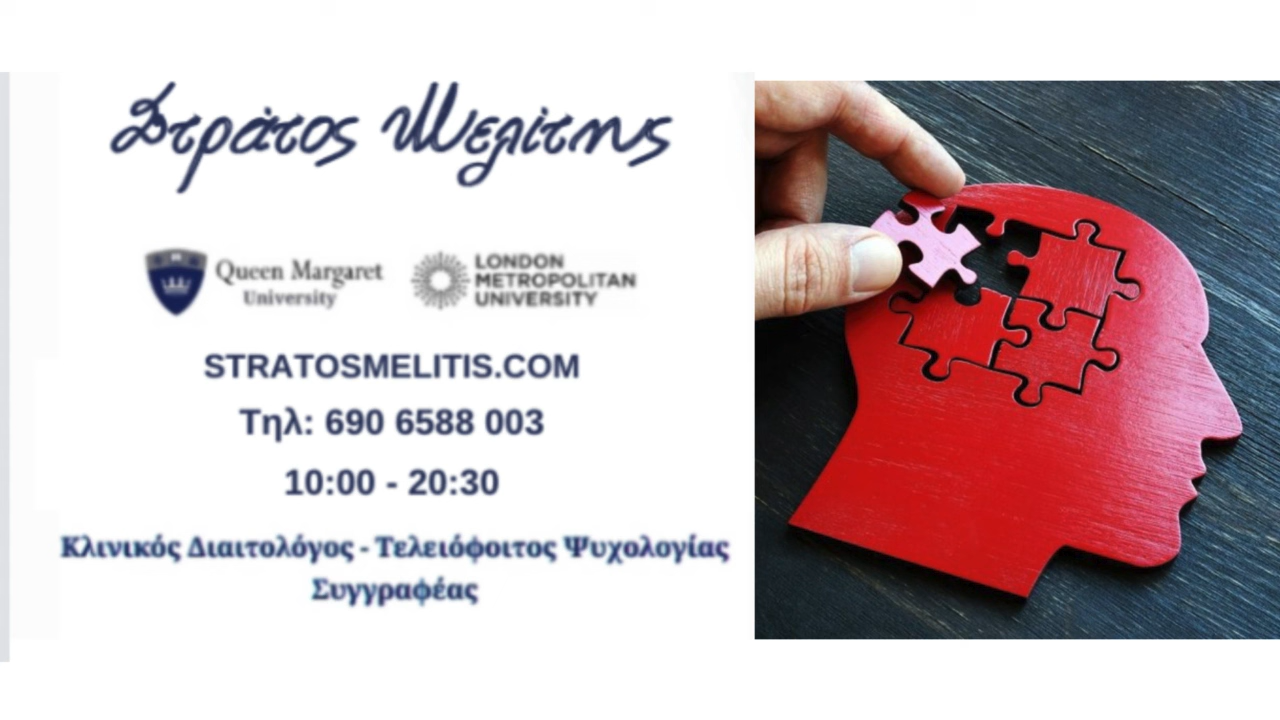 Στράτος Μελίτης
Queen Margaret
University
LONDON
METROPOLITAN
UNIVERSITY
STRATOSMELITIS.COM
Τηλ: 690 6588 003
10:00 - 20:30
Κλινικός Διαιτολόγος - Τελειόφοιτος Ψυχολογίας
Συγγραφέας